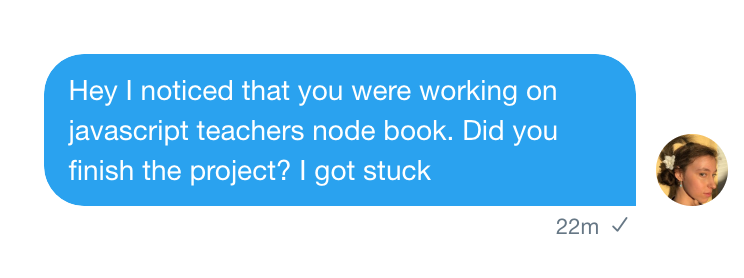 Hey I noticed that you were working on
javascript teachers node book. Did you
finish the project? I got stuck
22m ✓